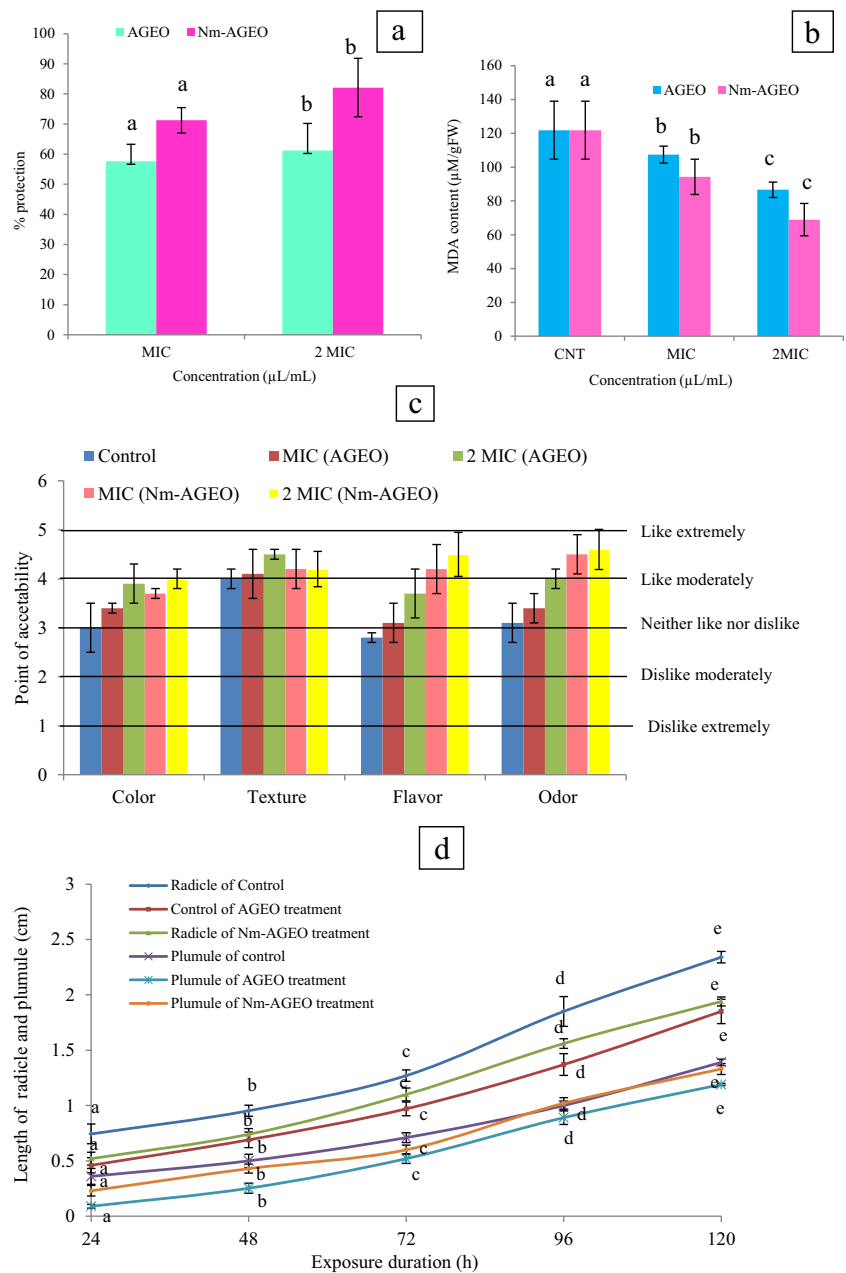 a
AGEO
Nm-AGEO
100
90
80
70
60
50
40
30
20
10
0
% protection
a
a
b
b
MIC
2 MIC
Concentration (µL/mL)
b
AGEO
Nm-AGEO
160
140
120
100
80
60
40
20
0
MDA content (µM/gFW)
a
a
b
b
c
c
CNT
MIC
2MIC
Concentration (µL/mL)
c
Control
MIC (AGEO)
2 MIC (AGEO)
MIC (Nm-AGEO)
2 MIC (Nm-AGEO)
6
5
4
3
2
1
0
Point of accetability
Like extremely
Like moderately
Neither like nor dislike
Dislike moderately
Dislike extremely
Color
Texture
Flavor
Odor
d
Radicle of Control
Control of AGEO treatment
Radicle of Nm-AGEO treatment
Plumule of control
Plumule of AGEO treatment
Plumule of Nm-AGEO treatment
3
2.5
2
1.5
1
0.5
0
Length of radicle and plumule (cm)
a
a
a
a
a
b
b
b
b
b
c
c
c
c
c
d
d
d
d
d
e
e
e
e
e
24
48
72
96
120
Exposure duration (h)